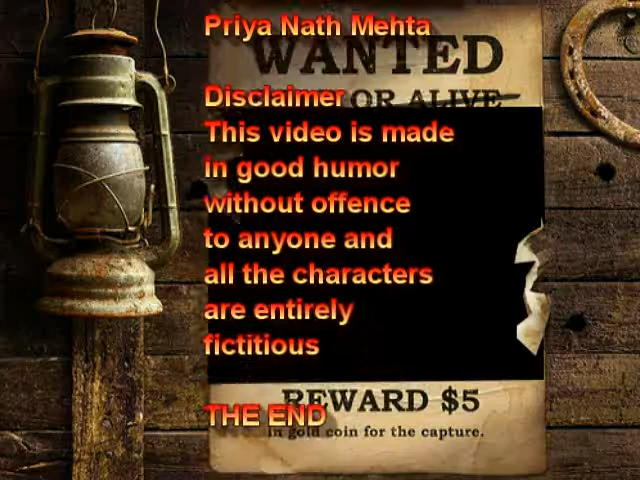 Priya Nath Mehta
WANTED
Disclaimer
OR ALIVE
This video is made
in good humor
without offence
to anyone and
all the characters
are entirely
fictitious
REWARD $5
THE END
in gold coin for the capture.